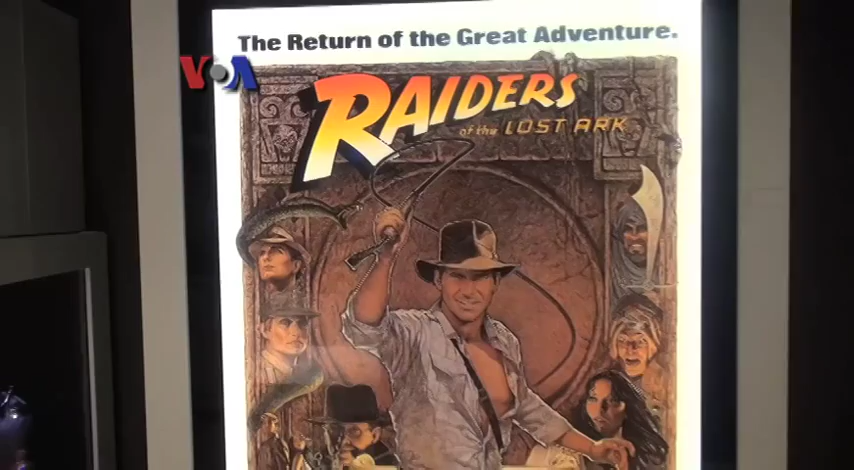 The Return of the Great Adventure.
VOA
RAIDERS
of the LOST ARK